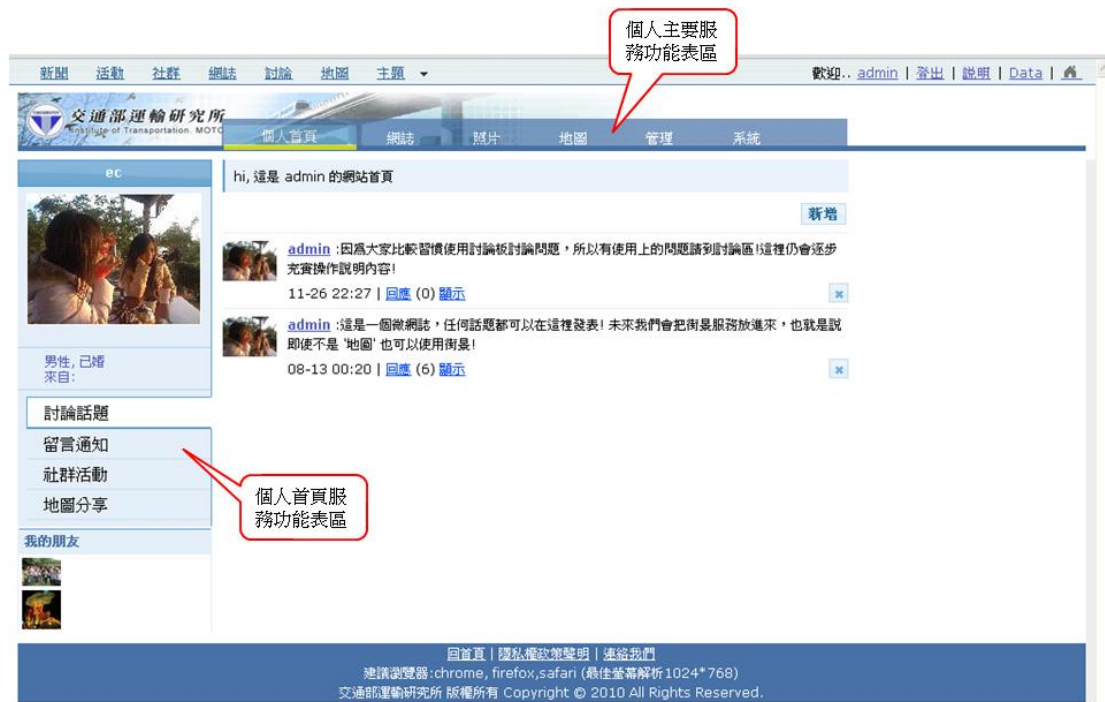 個人主要服
務功能表區
新聞 活動 社群 網誌 討論 地圖 主題
歡迎.. admin | 登出 | 說明 | Data |
交通部運輸研究所
Institute of Transportation. MOTC
個人首頁 網誌 照片 地圖 管理 系統
ec
hi, 這是 admin 的網站首頁
新增
admin :因為大家比較習慣使用討論板討論問題，所以有使用上的問題請到討論區!這裡仍會逐步
充實操作說明內容!
11-26 22:27 | 回應 (0) 顯示
admin :這是一個微網誌，任何話題都可以在這裡發表! 未來我們會把街景服務放進來，也就是說
即使不是 '地圖' 也可以使用街景!
08-13 00:20 | 回應 (6) 顯示
男性, 已婚
來自:
討論話題
留言通知
社群活動
地圖分享
個人首頁服
務功能表區
我的朋友
回首頁 | 隱私權政策聲明 | 連絡我們
建議瀏覽器:chrome, firefox,safari (最佳螢幕解析1024*768)
交通部運輸研究所 版權所有 Copyright © 2010 All Rights Reserved.